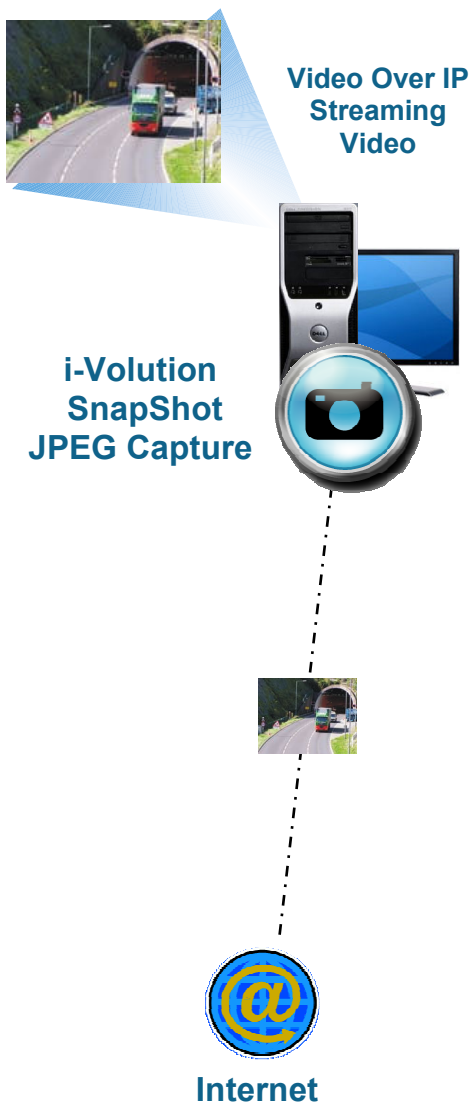 Video Over IP
Streaming
Video
i-Volution
SnapShot
JPEG Capture
@
Internet